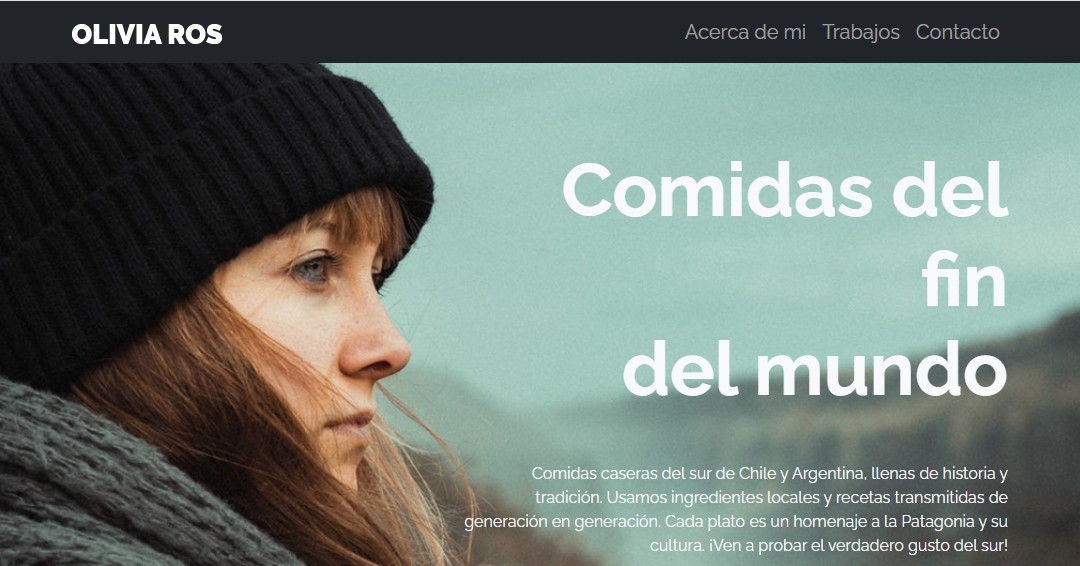 OLIVIA ROS
Acerca de mi Trabajos Contacto
Comidas del
fin
del mundo
Comidas caseras del sur de Chile y Argentina, llenas de historia y
tradición. Usamos ingredientes locales y recetas transmitidas de
generación en generación. Cada plato es un homenaje a la Patagonia y su
cultura. ¡Ven a probar el verdadero gusto del sur!